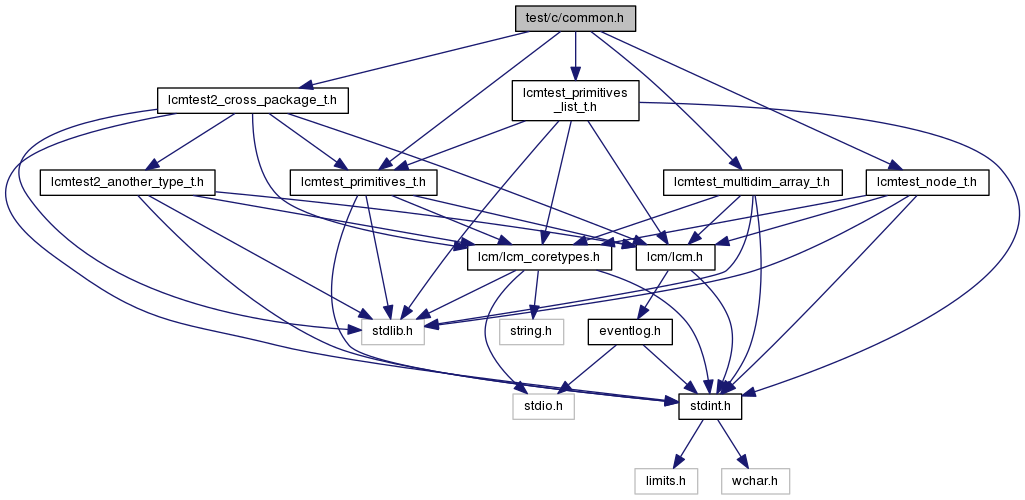 test/c/common.h
lcmtest2_cross_package_t.h
lcmtest_primitives
_list_t.h
lcmtest2_another_type_t.h
lcmtest_primitives_t.h
lcmtest_multidim_array_t.h
lcmtest_node_t.h
lcm/lcm_coretypes.h
lcm/lcm.h
stdlib.h
string.h
eventlog.h
stdio.h
stdint.h
limits.h
wchar.h